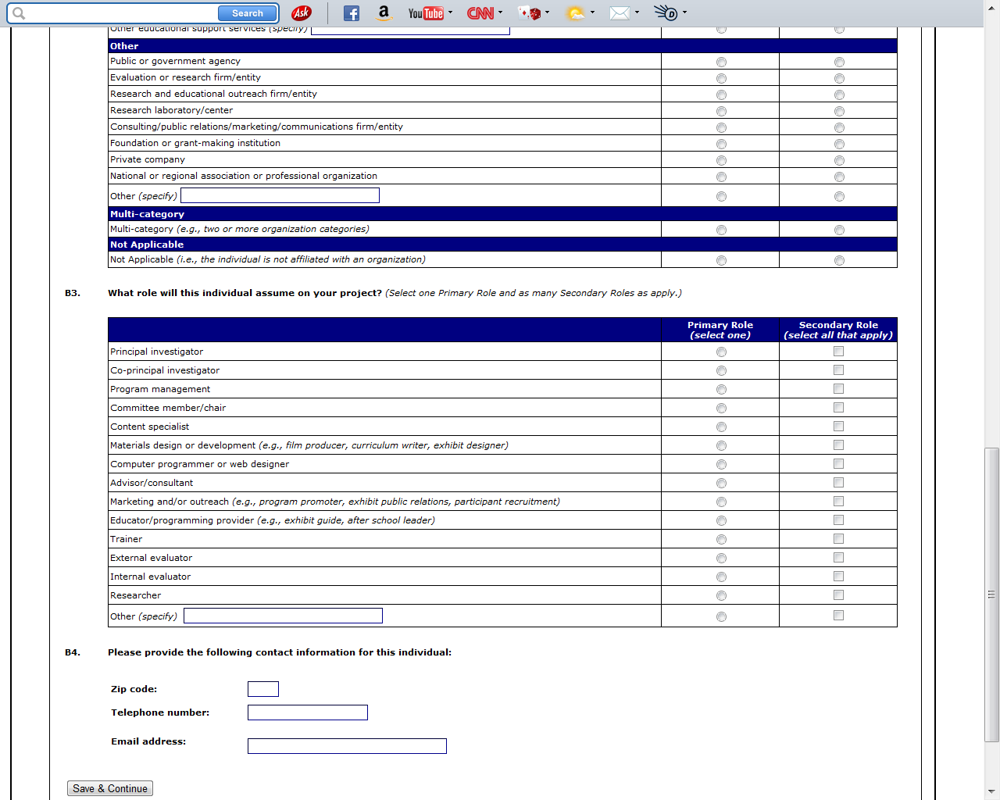 Search
Ask
f
a
YouTube
CNN
D
Other educational support services (specify)
Other
Public or government agency
Evaluation or research firm/entity
Research and educational outreach firm/entity
Research laboratory/center
Consulting/public relations/marketing/communications firm/entity
Foundation or grant-making institution
Private company
National or regional association or professional organization
Other (specify)
Multi-category
Multi-category (e.g., two or more organization categories)
Not Applicable
Not Applicable (i.e., the individual is not affiliated with an organization)
B3. What role will this individual assume on your project? (Select one Primary Role and as many Secondary Roles as apply.)
Primary Role
(select one)
Secondary Role
(select all that apply)
Principal investigator
Co-principal investigator
Program management
Committee member/chair
Content specialist
Materials design or development (e.g., film producer, curriculum writer, exhibit designer)
Computer programmer or web designer
Advisor/consultant
Marketing and/or outreach (e.g., program promoter, exhibit public relations, participant recruitment)
Educator/programming provider (e.g., exhibit guide, after school leader)
Trainer
External evaluator
Internal evaluator
Researcher
Other (specify)
B4. Please provide the following contact information for this individual:
Zip code:
Telephone number:
Email address:
Save & Continue